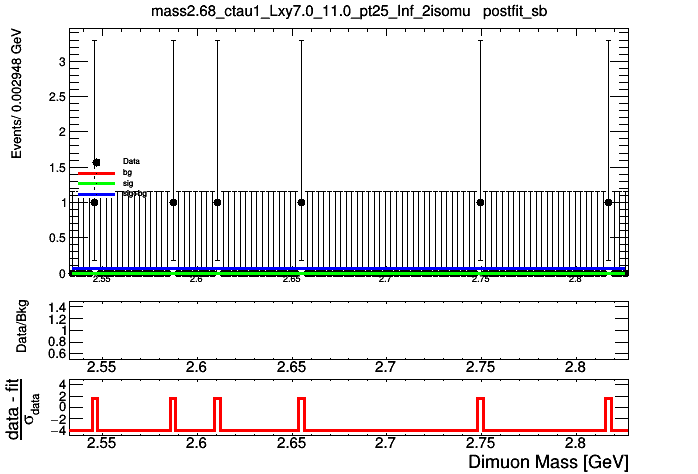 mass2.68_ctau1_Lxy7.0_11.0_pt25_Inf_2isomu postfit_sb
Events/ 0.002948 GeV
3
2.5
2
1.5
1
0.5
0
Data
bg
sig
sig+bg
2.55 2.6 2.65 2.7 2.75 2.8
Data/Bkg
1.4
1.2
1
0.8
0.6
2.55 2.6 2.65 2.7 2.75 2.8
data - fit
σdata
4
2
0
−2
−4
2.55 2.6 2.65 2.7 2.75 2.8
Dimuon Mass [GeV]